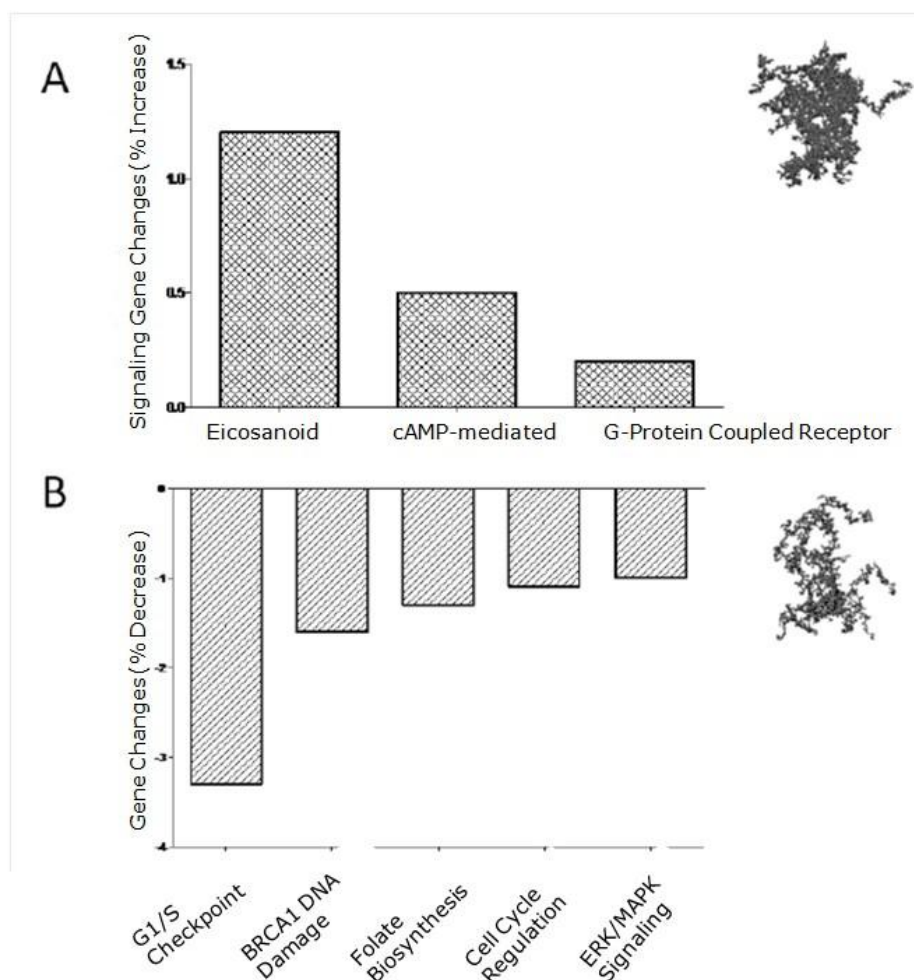 A
Signaling Gene Changes (% Increase)
1.5
1.0
0.5
0.0
Eicosanoid
cAMP-mediated
G-Protein Coupled Receptor
B
Gene Changes (% Decrease)
0
-1
-2
-3
-4
G1/S
Checkpoint
BRCA1 DNA
Damage
Folate
Biosynthesis
Cell Cycle
Regulation
ERK/MAPK
Signaling